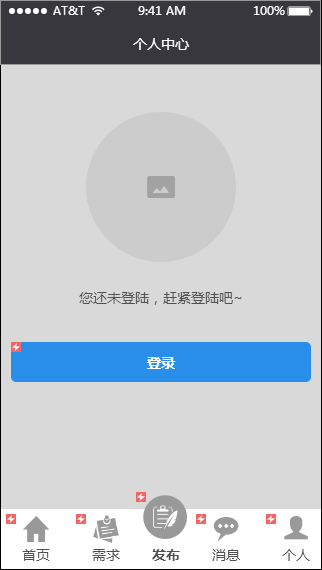 AT&T 9:41 AM 100%
个人中心
您还未登陆，赶紧登陆吧~
登录
首页 需求 发布 消息 个人